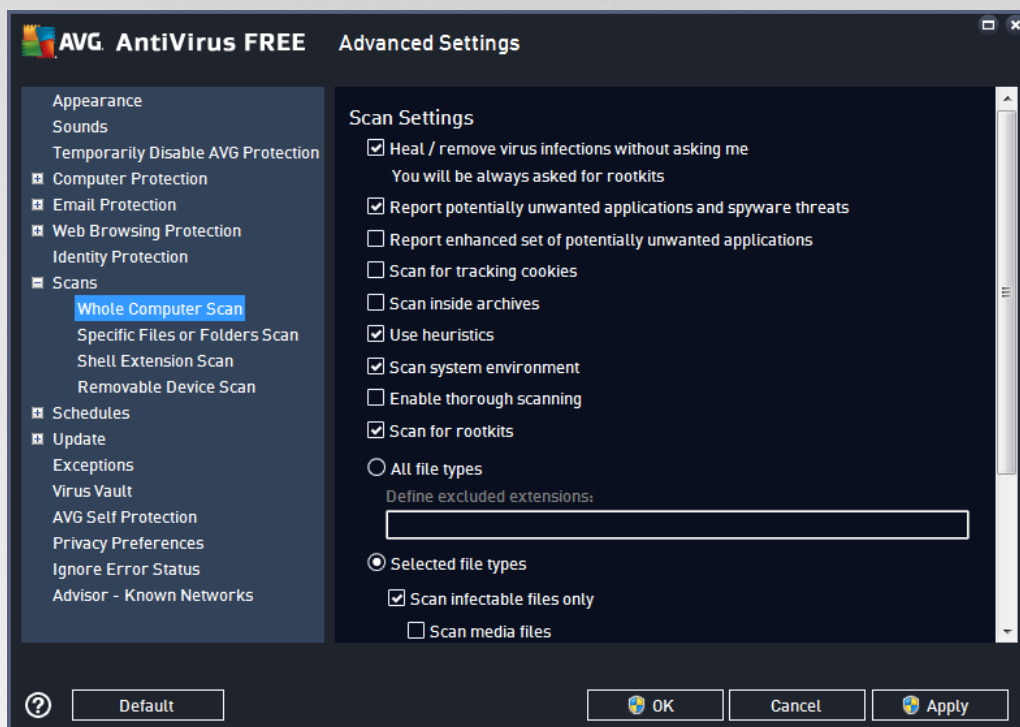 AVG. AntiVirus FREE Advanced Settings
Appearance
Sounds
Temporarily Disable AVG Protection
Computer Protection
Email Protection
Web Browsing Protection
Identity Protection
Scans
Whole Computer Scan
Specific Files or Folders Scan
Shell Extension Scan
Removable Device Scan
Schedules
Update
Exceptions
Virus Vault
AVG Self Protection
Privacy Preferences
Ignore Error Status
Advisor - Known Networks
Scan Settings
Heal / remove virus infections without asking me
You will be always asked for rootkits
Report potentially unwanted applications and spyware threats
Report enhanced set of potentially unwanted applications
Scan for tracking cookies
Scan inside archives
Use heuristics
Scan system environment
Enable thorough scanning
Scan for rootkits
All file types
Define excluded extensions:
Selected file types
Scan infectable files only
Scan media files
? Default OK Cancel Apply